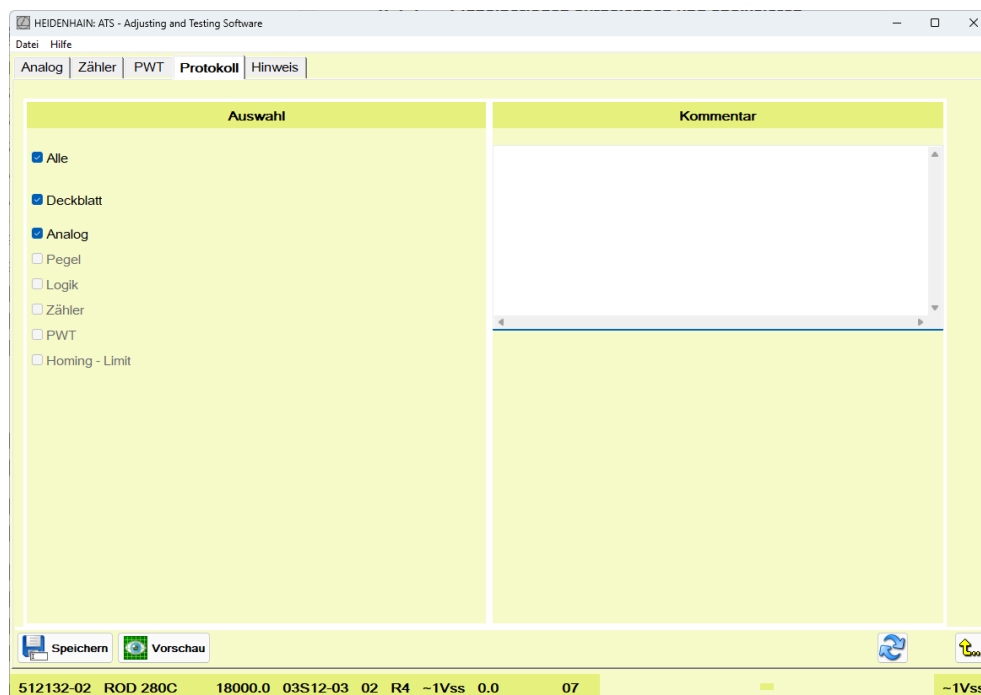 HEIDENHAIN: ATS - Adjusting and Testing Software
Datei Hilfe
Analog Zähler PWT Protokoll Hinweis
Auswahl
Alle
Deckblatt
Analog
Pegel
Logik
Zähler
PWT
Homing - Limit
Kommentar
Speichern Vorschau
512132-02 ROD 280C 18000.0 03S12-03 02 R4 ~1Vss 0.0 07 ~1Vss